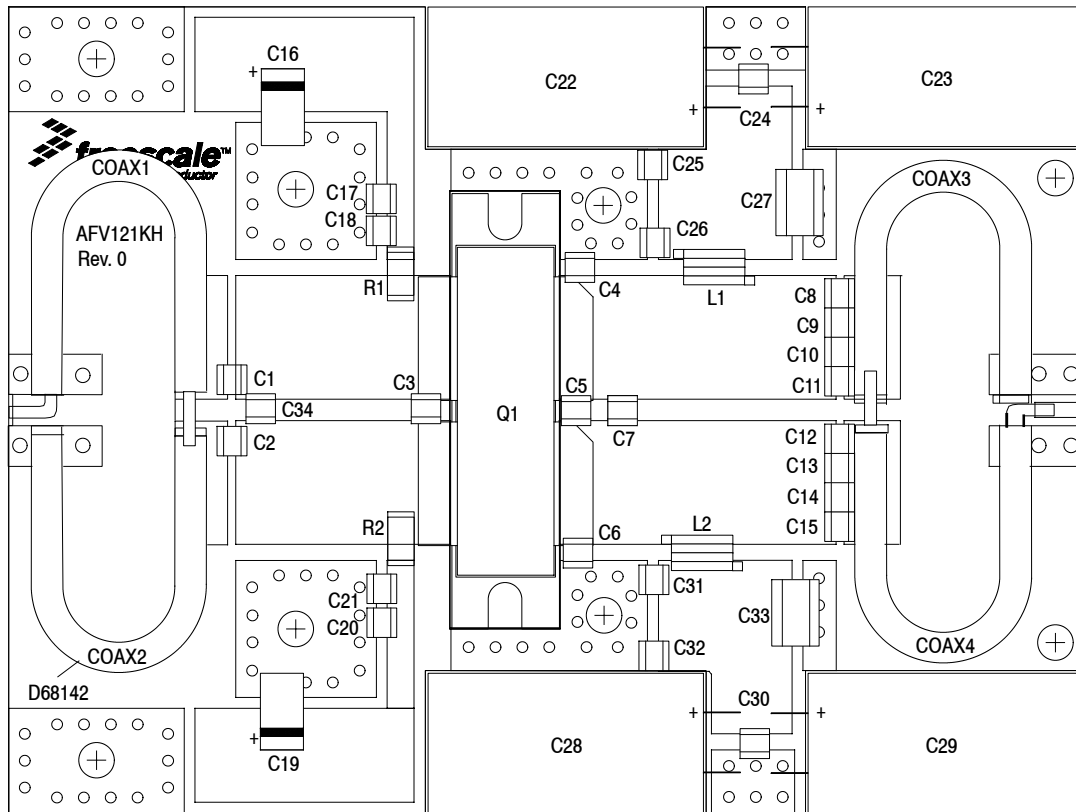 C16
+
C22
C23
C24
+
+
freescale™
COAX1
C25
COAX3
C17
C27
C18
AFV121KH
Rev. 0
C26
R1
C4
L1
C8
C9
C10
C1
C3
C5
C11
C34
Q1
C7
C2
C12
C13
C14
R2
C6
L2
C15
C21
C31
C20
C33
COAX2
C32
COAX4
D68142
C30
+
+
+
C28
C29
C19